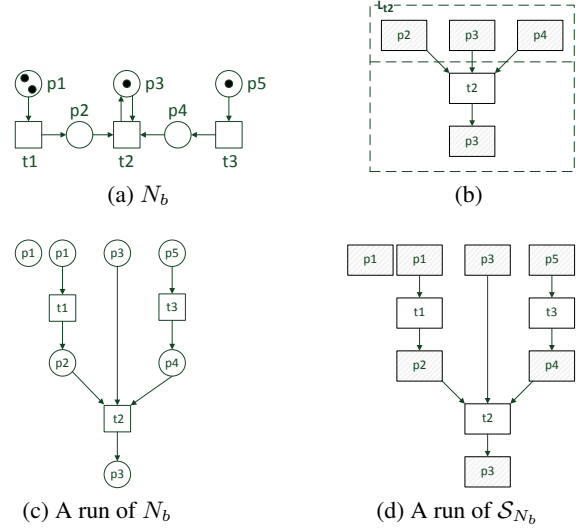 p1 p3 p5
p2 p4
t1 t2 t3
(a) N_b
L_t2
p2 p3 p4
t2
p3
(b)
p1 p1 p3 p5
t1 t3
p2 p4
t2
p3
(c) A run of N_b
p1 p1 p3 p5
t1 t3
p2 p4
t2
p3
(d) A run of S_{N_b}